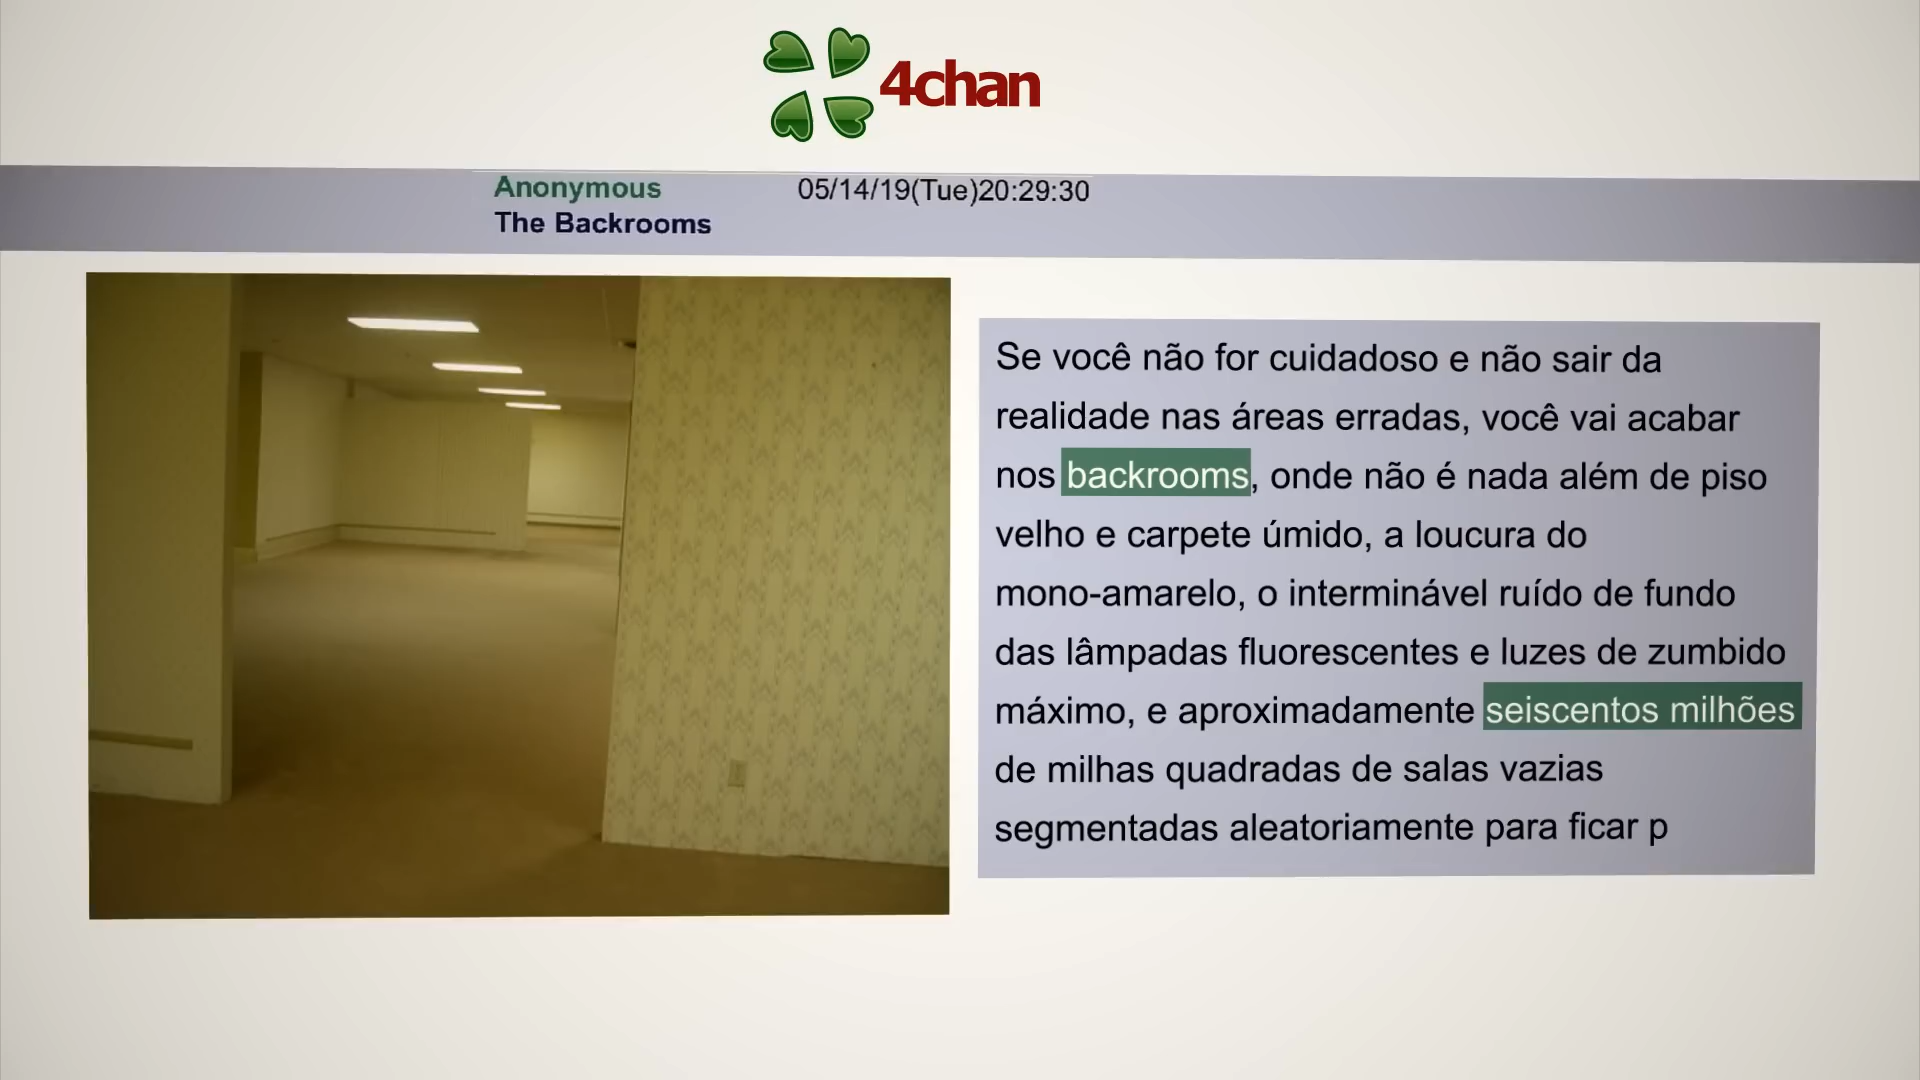 4chan
Anonymous 05/14/19(Tue)20:29:30
The Backrooms
Se você não for cuidadoso e não sair da
realidade nas áreas erradas, você vai acabar
nos backrooms, onde não é nada além de piso
velho e carpete úmido, a loucura do
mono-amarelo, o interminável ruído de fundo
das lâmpadas fluorescentes e luzes de zumbido
máximo, e aproximadamente seiscentos milhões
de milhas quadradas de salas vazias
segmentadas aleatoriamente para ficar p